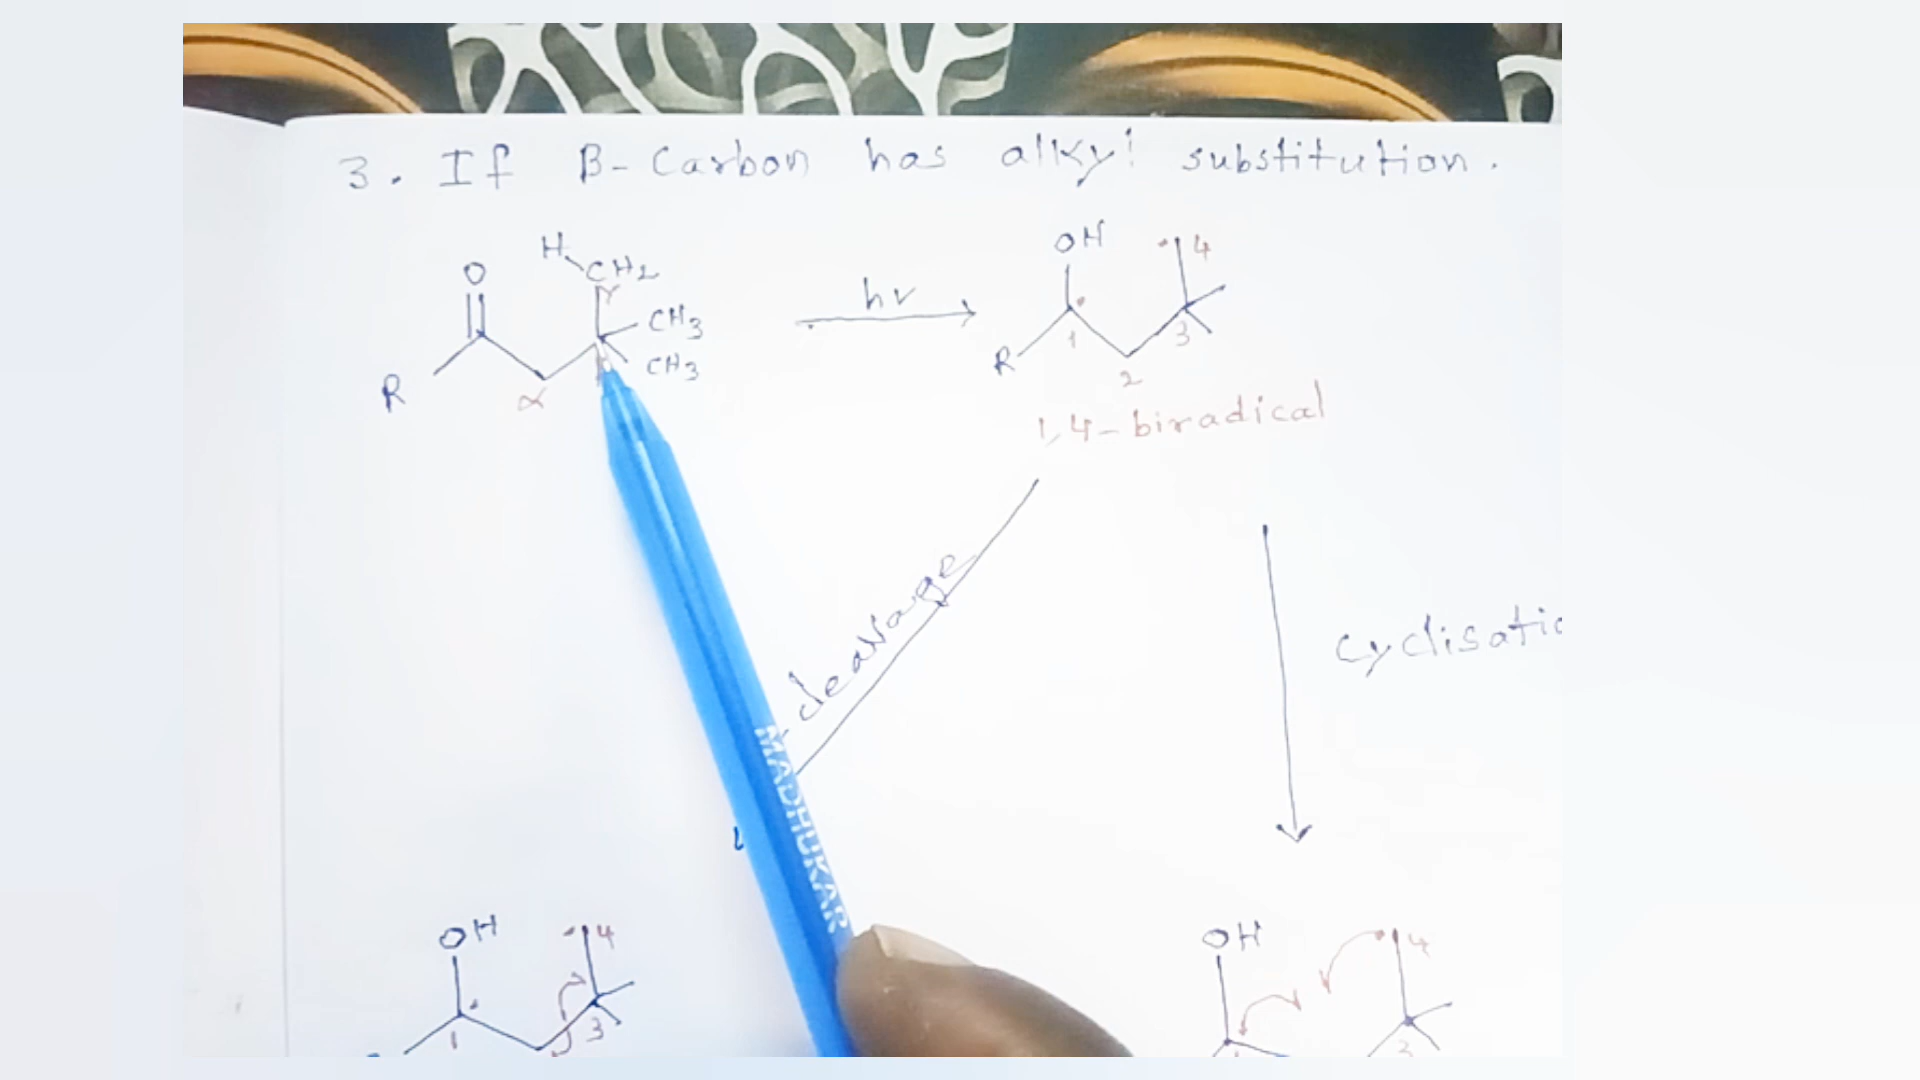 3. If β-Carbon has alkyl substitution.
O
H
CH2
γ
CH3
CH3
R
α
hν
OH
4
R
1
2
3
1,4-biradical
cleavage
cyclisatio
MADHUKAR
OH
4
1
3
OH
4
3